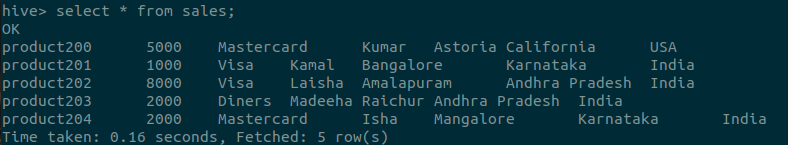 hive> select * from sales;
OK
product200 5000 Mastercard Kumar Astoria California USA
product201 1000 Visa Kamal Bangalore Karnataka India
product202 8000 Visa Laisha Amalapuram Andhra Pradesh India
product203 2000 Diners Madeeha Raichur Andhra Pradesh India
product204 2000 Mastercard Isha Mangalore Karnataka India
Time taken: 0.16 seconds, Fetched: 5 row(s)